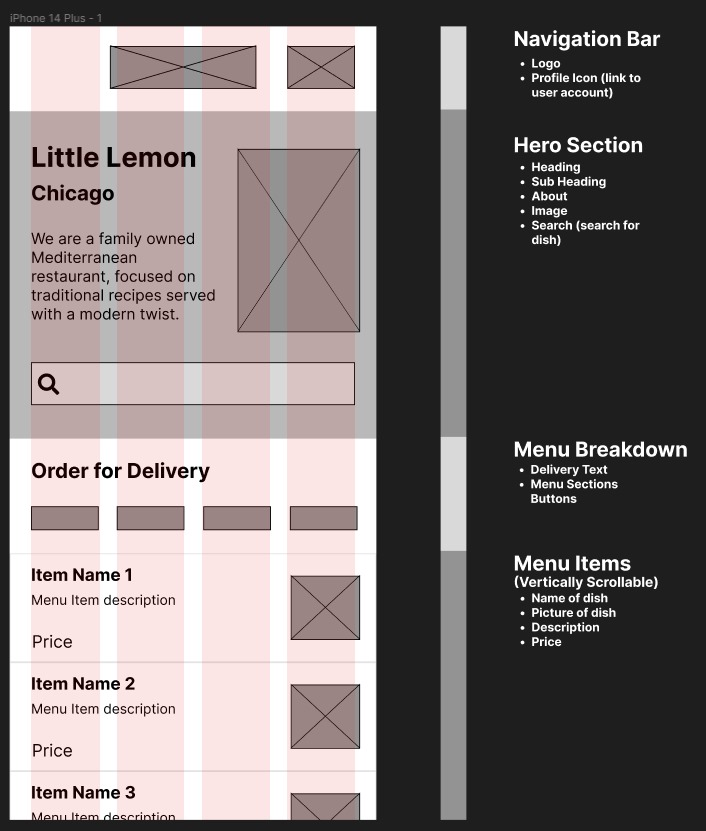 iPhone 14 Plus - 1
Little Lemon
Chicago
We are a family owned
Mediterranean
restaurant, focused on
traditional recipes served
with a modern twist.
Order for Delivery
Item Name 1
Menu Item description
Price
Item Name 2
Menu Item description
Price
Item Name 3
Menu Item description
Navigation Bar
• Logo
• Profile Icon (link to
user account)
Hero Section
• Heading
• Sub Heading
• About
• Image
• Search (search for
dish)
Menu Breakdown
• Delivery Text
• Menu Sections
Buttons
Menu Items
(Vertically Scrollable)
• Name of dish
• Picture of dish
• Description
• Price